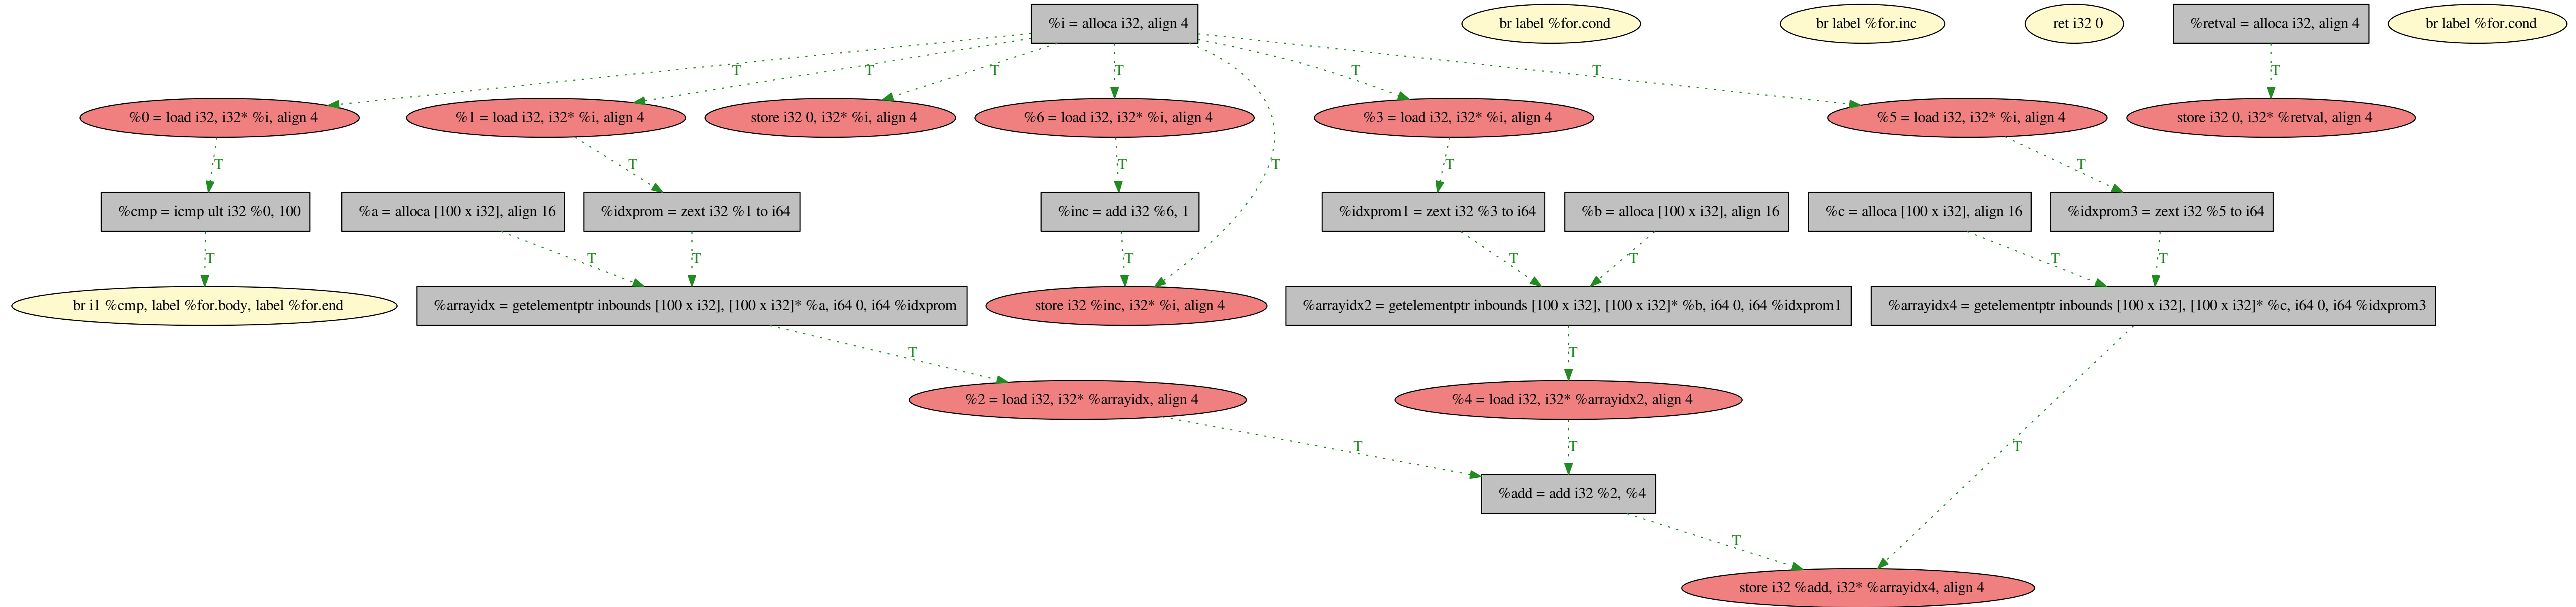 %i = alloca i32, align 4
br label %for.cond
br label %for.inc
ret i32 0
%retval = alloca i32, align 4
br label %for.cond
T
T
T
T
T
T
T
%0 = load i32, i32* %i, align 4
%1 = load i32, i32* %i, align 4
store i32 0, i32* %i, align 4
%6 = load i32, i32* %i, align 4
%3 = load i32, i32* %i, align 4
%5 = load i32, i32* %i, align 4
store i32 0, i32* %retval, align 4
T
T
T
T
T
T
%cmp = icmp ult i32 %0, 100
%a = alloca [100 x i32], align 16
%idxprom = zext i32 %1 to i64
%inc = add i32 %6, 1
%idxprom1 = zext i32 %3 to i64
%b = alloca [100 x i32], align 16
%c = alloca [100 x i32], align 16
%idxprom3 = zext i32 %5 to i64
T
T
T
T
T
T
T
T
br i1 %cmp, label %for.body, label %for.end
%arrayidx = getelementptr inbounds [100 x i32], [100 x i32]* %a, i64 0, i64 %idxprom
store i32 %inc, i32* %i, align 4
%arrayidx2 = getelementptr inbounds [100 x i32], [100 x i32]* %b, i64 0, i64 %idxprom1
%arrayidx4 = getelementptr inbounds [100 x i32], [100 x i32]* %c, i64 0, i64 %idxprom3
T
T
%2 = load i32, i32* %arrayidx, align 4
%4 = load i32, i32* %arrayidx2, align 4
T
T
T
%add = add i32 %2, %4
T
store i32 %add, i32* %arrayidx4, align 4